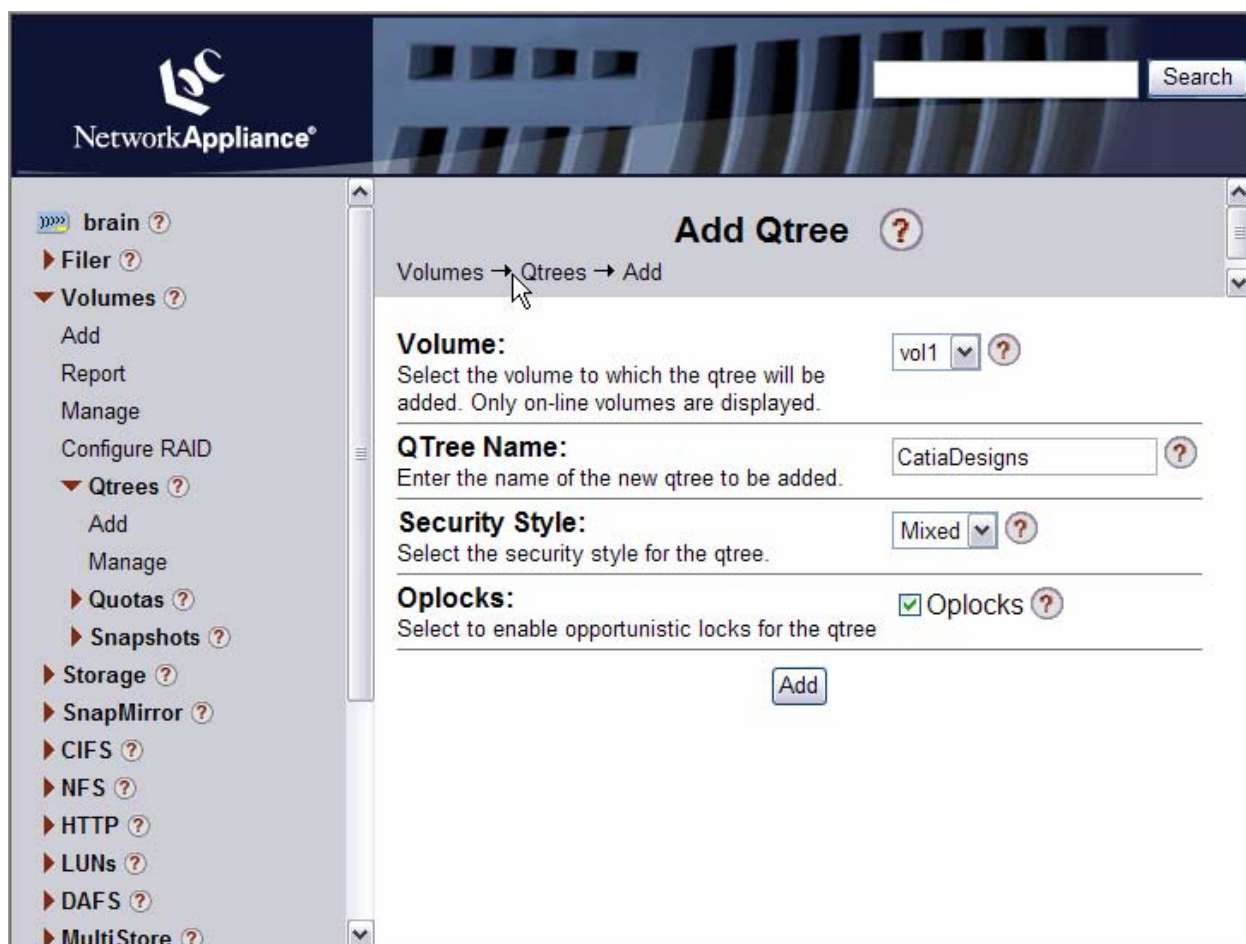 NetworkAppliance®
Search
brain ?
Filer ?
Volumes ?
Add
Report
Manage
Configure RAID
Qtrees ?
Add
Manage
Quotas ?
Snapshots ?
Storage ?
SnapMirror ?
CIFS ?
NFS ?
HTTP ?
LUNs ?
DAFS ?
MultiStore ?
Add Qtree ?
Volumes → Qtrees → Add
Volume:
Select the volume to which the qtree will be
added. Only on-line volumes are displayed.
vol1 ?
QTree Name:
Enter the name of the new qtree to be added.
CatiaDesigns ?
Security Style:
Select the security style for the qtree.
Mixed ?
Oplocks:
Select to enable opportunistic locks for the qtree
Oplocks ?
Add